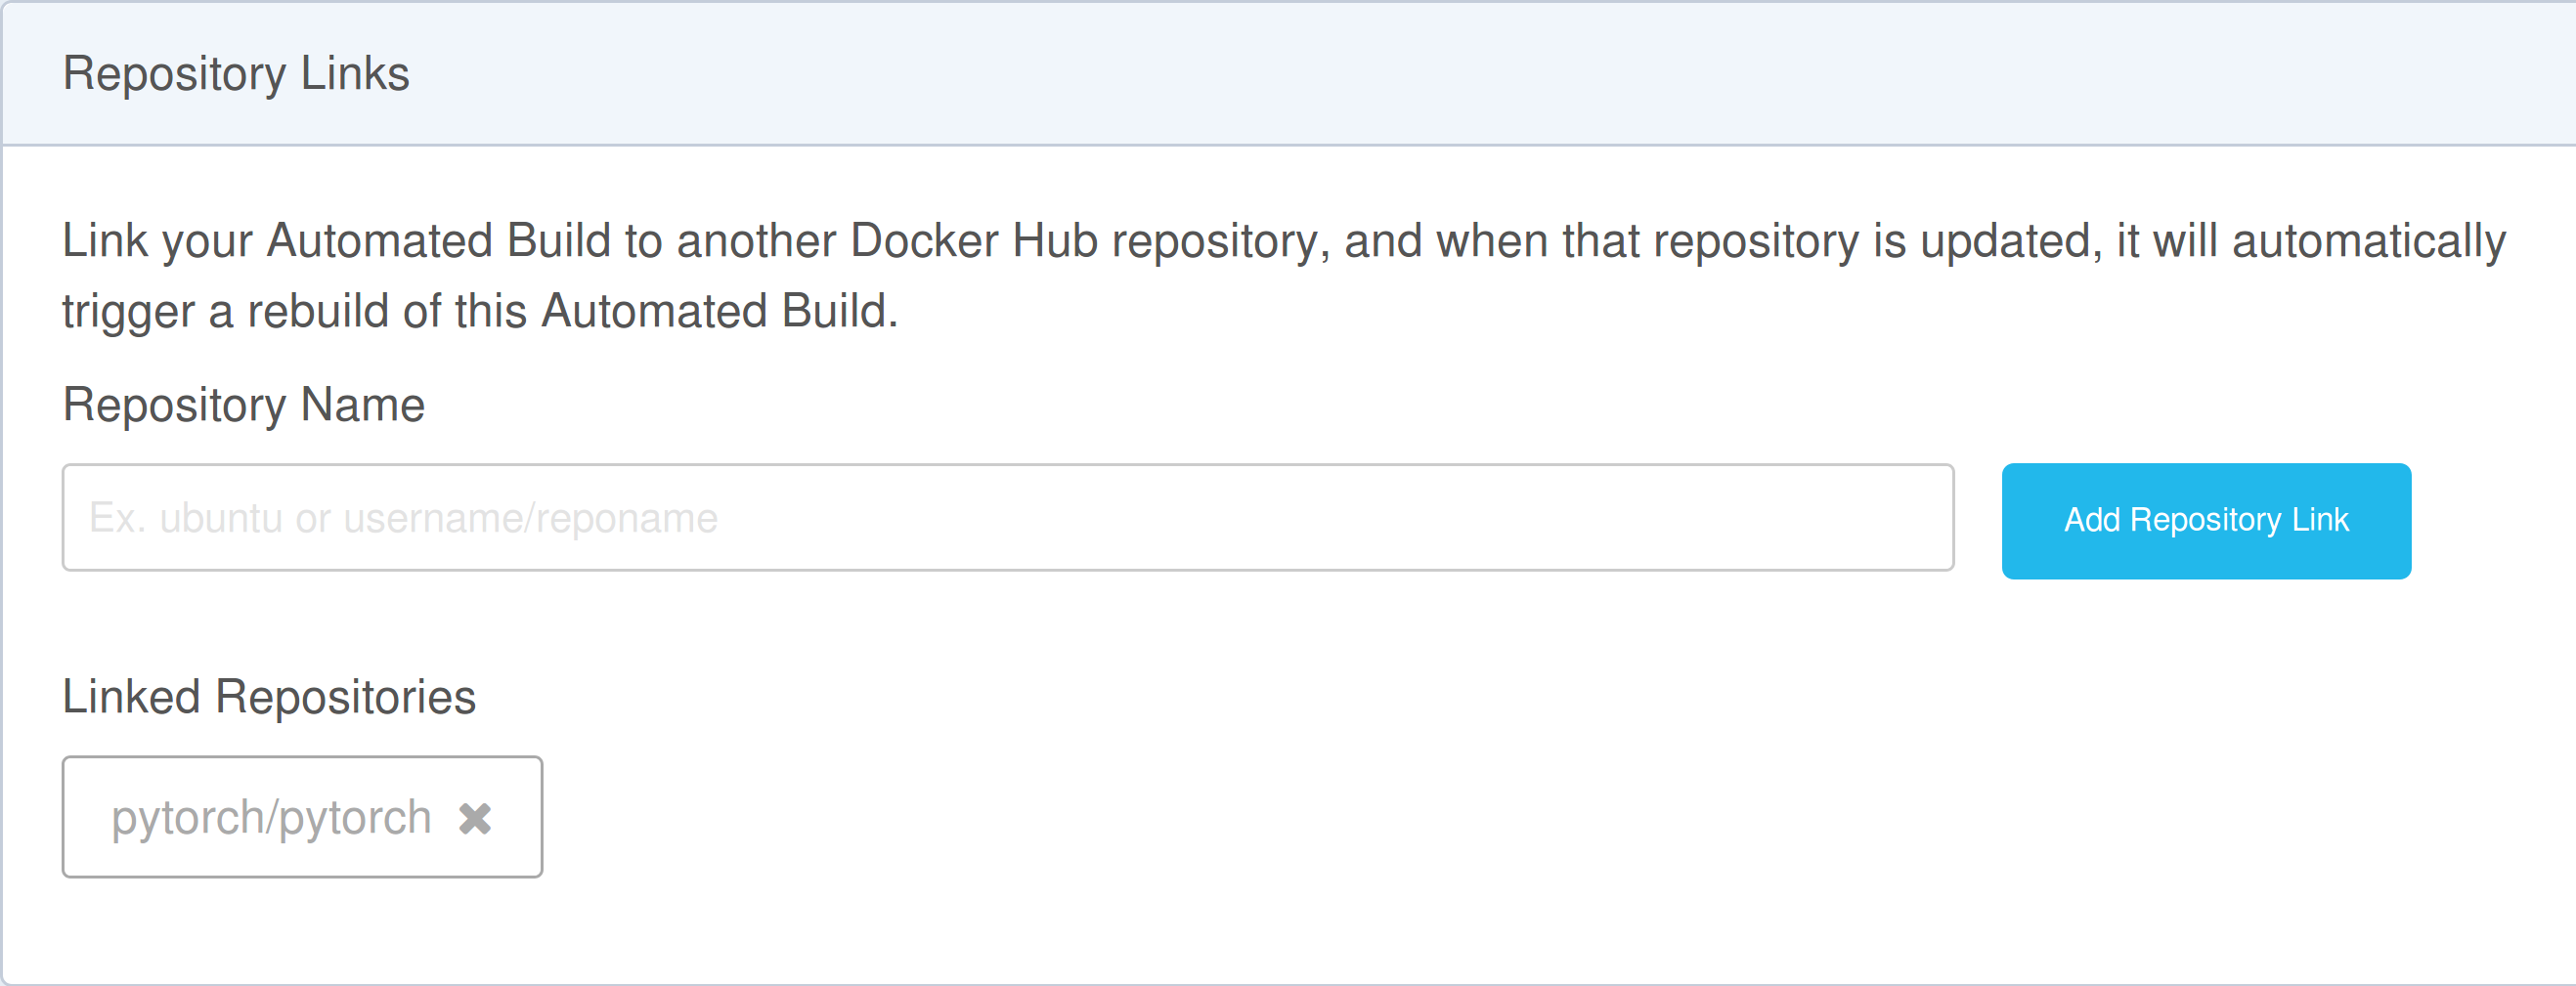 Repository Links
Link your Automated Build to another Docker Hub repository, and when that repository is updated, it will automatically
trigger a rebuild of this Automated Build.
Repository Name
Ex. ubuntu or username/reponame
Add Repository Link
Linked Repositories
pytorch/pytorch ✖